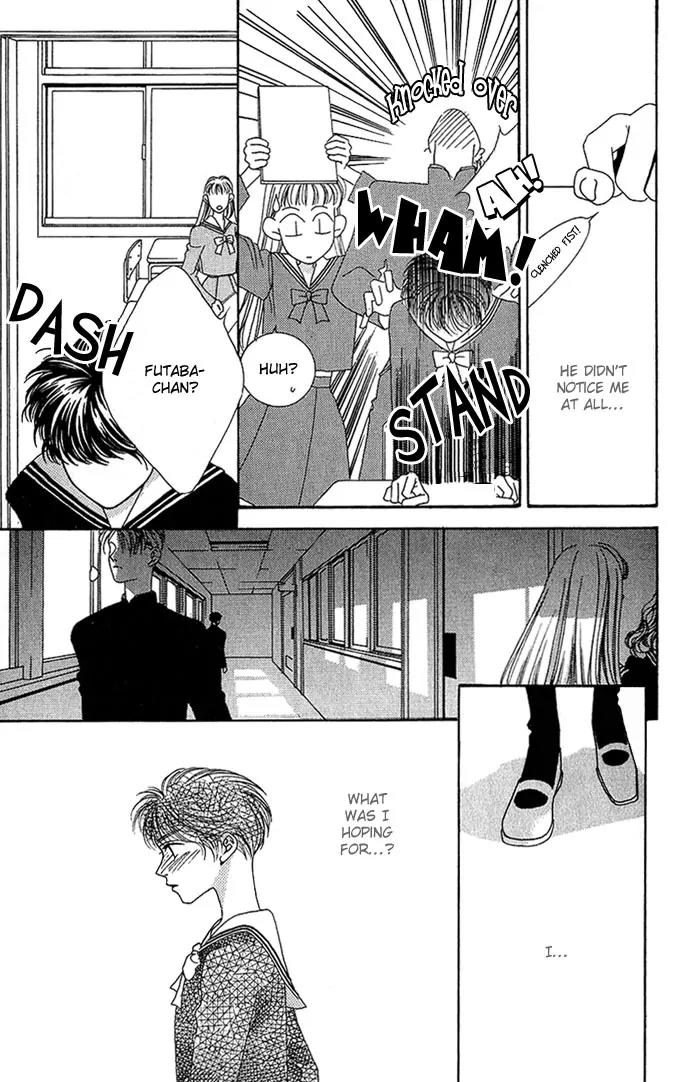 CLENCHED FIST!
HE DIDN'T
NOTICE ME
AT ALL...
Knocked over
AH!
WHAM!
STAND
HUH?
FUTABA-
CHAN?
DASH
I...
WHAT
WAS I
HOPING
FOR...?